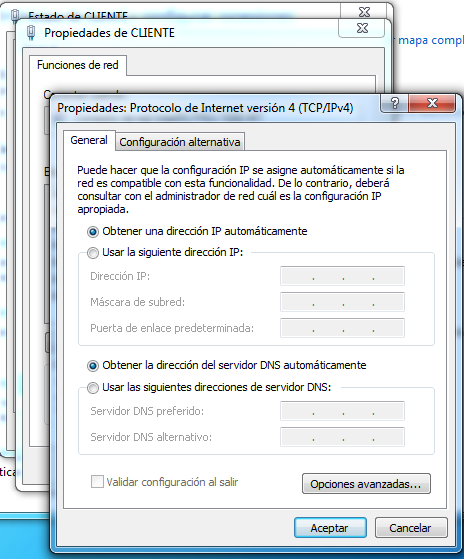 Estado de CLIENTE
Propiedades de CLIENTE
mapa compl
Funciones de red
Propiedades: Protocolo de Internet versión 4 (TCP/IPv4)
General
Configuración alternativa
Puede hacer que la configuración IP se asigne automáticamente si la
red es compatible con esta funcionalidad. De lo contrario, deberá
consultar con el administrador de red cuál es la configuración IP
apropiada.
Obtener una dirección IP automáticamente
Usar la siguiente dirección IP:
Dirección IP:
Máscara de subred:
Puerta de enlace predeterminada:
Obtener la dirección del servidor DNS automáticamente
Usar las siguientes direcciones de servidor DNS:
Servidor DNS preferido:
Servidor DNS alternativo:
Validar configuración al salir
Opciones avanzadas...
Aceptar
Cancelar